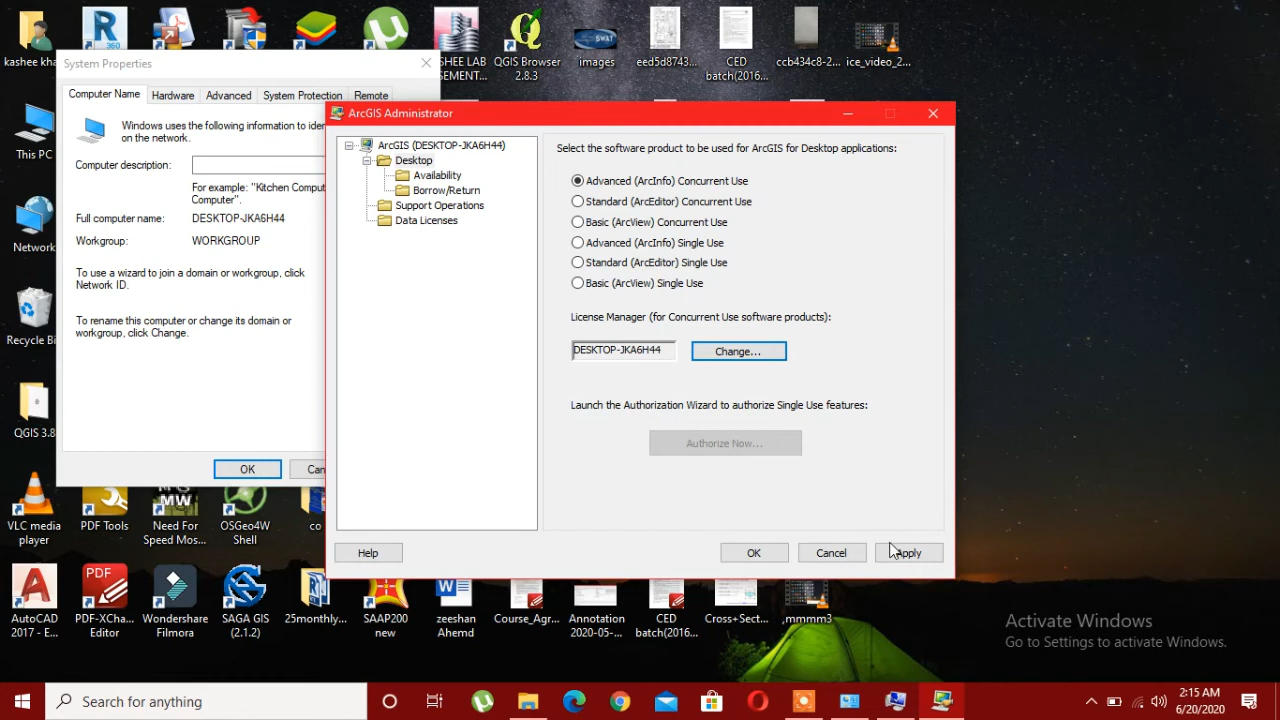 kashee kha
QGIS Browser
2.8.3
images
eed5d8743...
CED
batch(2016...
ccb434c8-2...
ice_video_2...
System Properties
Computer Name
Hardware
Advanced
System Protection
Remote
Windows uses the following information to
on the network.
Computer description:
For example: "Kitchen
Computer".
Full computer name:
DESKTOP-JKA6H44
Workgroup:
WORKGROUP
To use a wizard to join a domain or workgroup, click
Network ID.
To rename this computer or change its domain or
workgroup, click Change.
OK
ArcGIS Administrator
ArcGIS (DESKTOP-JKA6H44)
Desktop
Availability
Borrow/Return
Support Operations
Data Licenses
Select the software product to be used for ArcGIS for Desktop applications:
Advanced (ArcInfo) Concurrent Use
Standard (ArcEditor) Concurrent Use
Basic (ArcView) Concurrent Use
Advanced (ArcInfo) Single Use
Standard (ArcEditor) Single Use
Basic (ArcView) Single Use
License Manager (for Concurrent Use software products):
DESKTOP-JKA6H44
Change...
Launch the Authorization Wizard to authorize Single Use features:
Authorize Now...
Help
OK
Cancel
Apply
This PC
Network
Recycle Bi
QGIS 3.8
VLC media
player
PDF Tools
Need For
Speed Mos...
OSGeo4W
Shell
co
AutoCAD
2017 - E...
PDF-XCha...
Editor
Wondershare
Filmora
SAGA GIS
(2.1.2)
25monthly...
SAAP200
new
zeeshan
Ahemd
Course_Agr...
Annotation
2020-05-...
CED
batch(2016...
Cross+Sect...
,mmmm3
Activate Windows
Go to Settings to activate Windows.
Search for anything
2:15 AM
6/20/2020